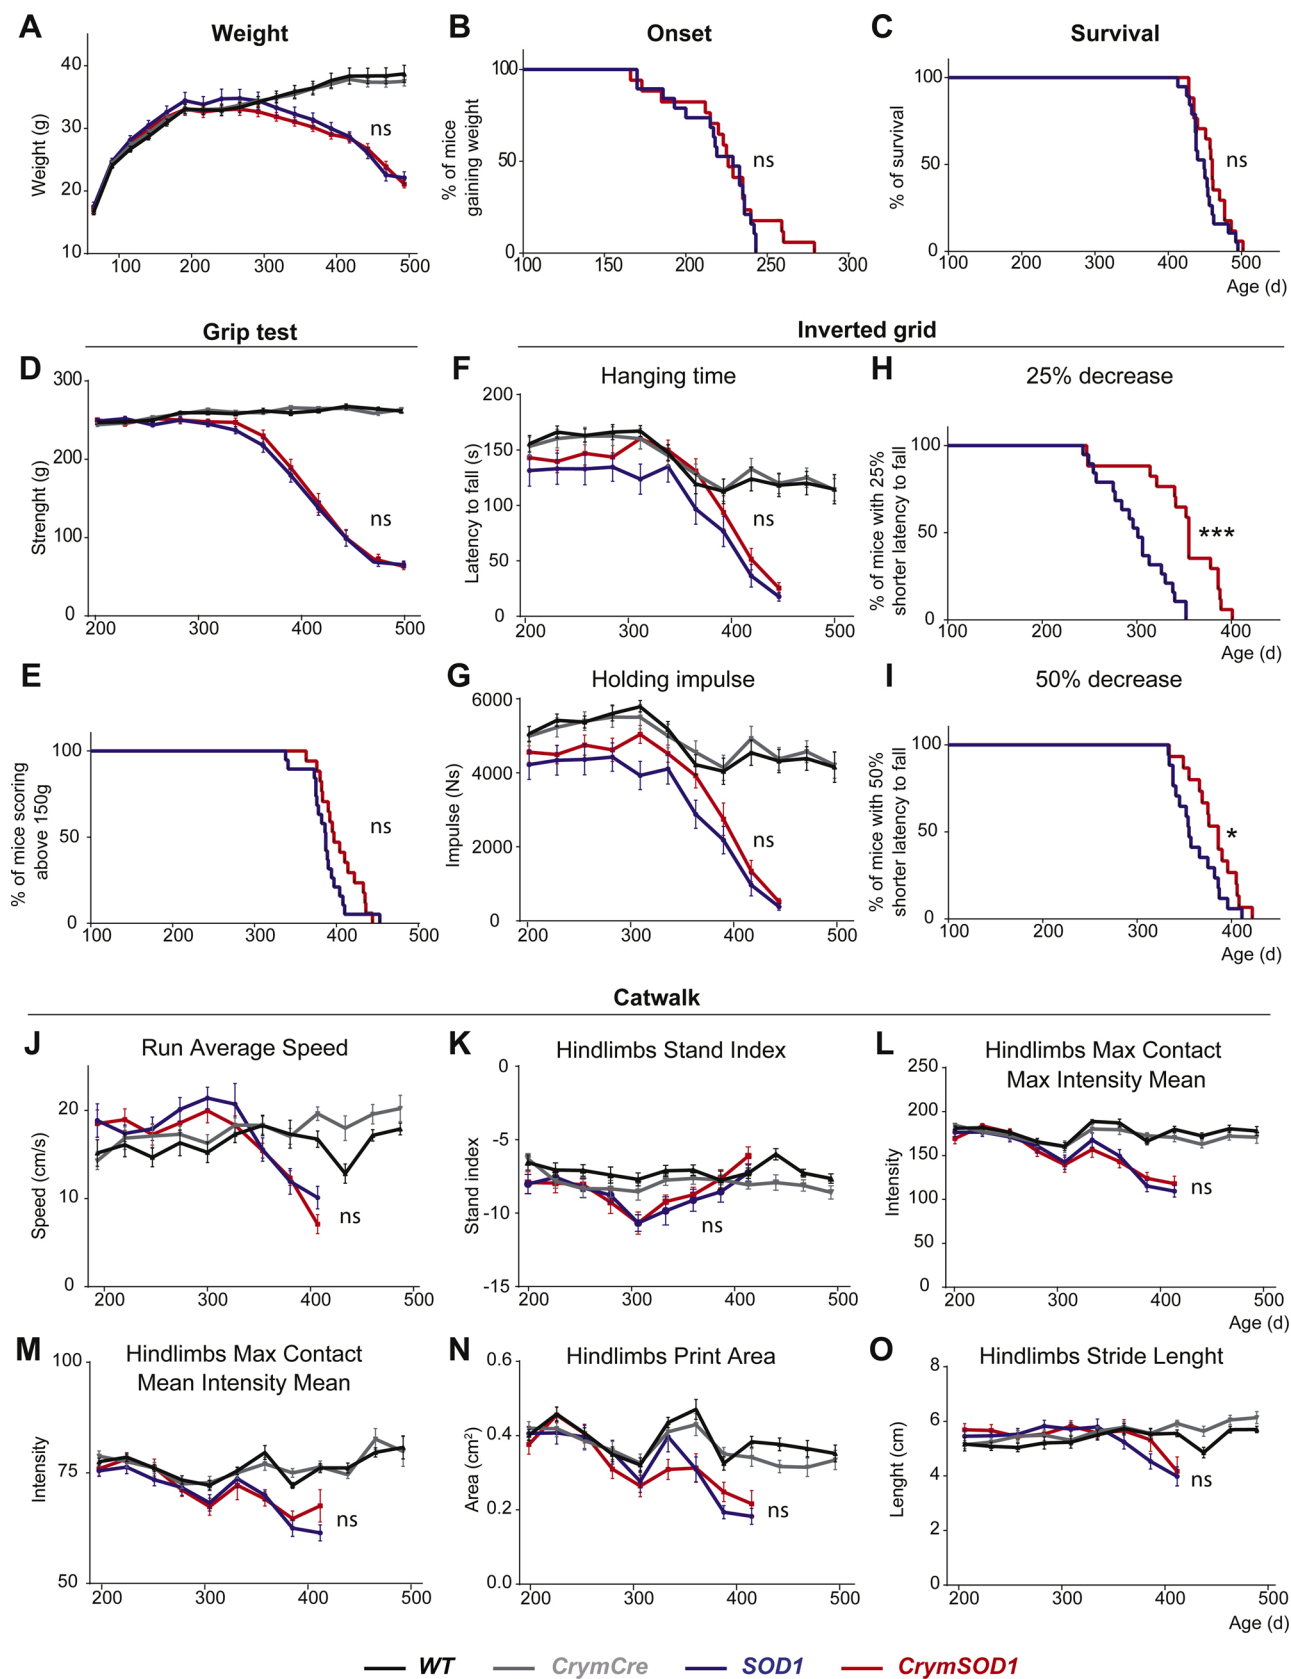 A
Weight
Weight (g)
40
30
20
10
100
200
300
400
500
ns
B
Onset
% of mice
gaining weight
100
50
0
100
150
200
250
300
ns
C
Survival
% of survival
100
50
0
100
200
300
400
500
ns
Age (d)
Grip test
D
Strenght (g)
300
200
100
0
200
300
400
500
ns
E
% of mice scoring
above 150g
100
50
0
100
200
300
400
500
ns
Inverted grid
F
Hanging time
Latency to fall (s)
200
150
100
50
0
200
300
400
500
ns
G
Holding impulse
Impulse (Ns)
6000
4000
2000
0
200
300
400
500
ns
H
25% decrease
% of mice with 25%
shorter latency to fall
100
50
0
100
200
300
400
***
Age (d)
I
50% decrease
% of mice with 50%
shorter latency to fall
100
50
0
100
200
300
400
*
Age (d)
Catwalk
J
Run Average Speed
Speed (cm/s)
20
10
0
200
300
400
500
ns
K
Hindlimbs Stand Index
Stand index
0
-5
-10
-15
200
300
400
500
ns
L
Hindlimbs Max Contact
Max Intensity Mean
Intensity
250
200
150
100
50
0
200
300
400
500
ns
Age (d)
M
Hindlimbs Max Contact
Mean Intensity Mean
Intensity
100
75
50
200
300
400
500
ns
N
Hindlimbs Print Area
Area (cm²)
0.6
0.4
0.2
0.0
200
300
400
500
ns
O
Hindlimbs Stride Lenght
Lenght (cm)
8
6
4
2
0
200
300
400
500
ns
Age (d)
WT
CrymCre
SOD1
CrymSOD1